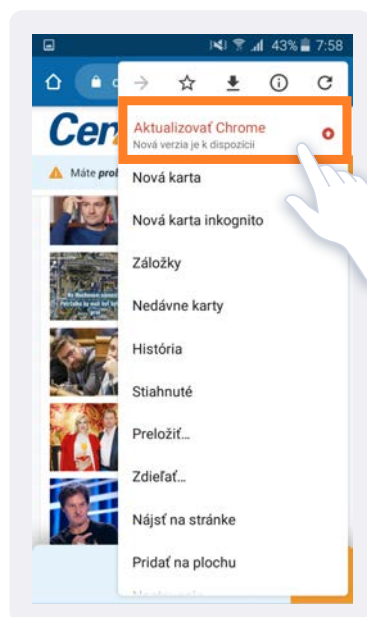 43% 7:58
Cen
Aktualizovať Chrome
Nová verzia je k dispozícii
Máte prob
Nová karta
Nová karta inkognito
Záložky
Nedávne karty
História
Stiahnuté
Preložiť...
Zdieľať...
Nájsť na stránke
Pridať na plochu